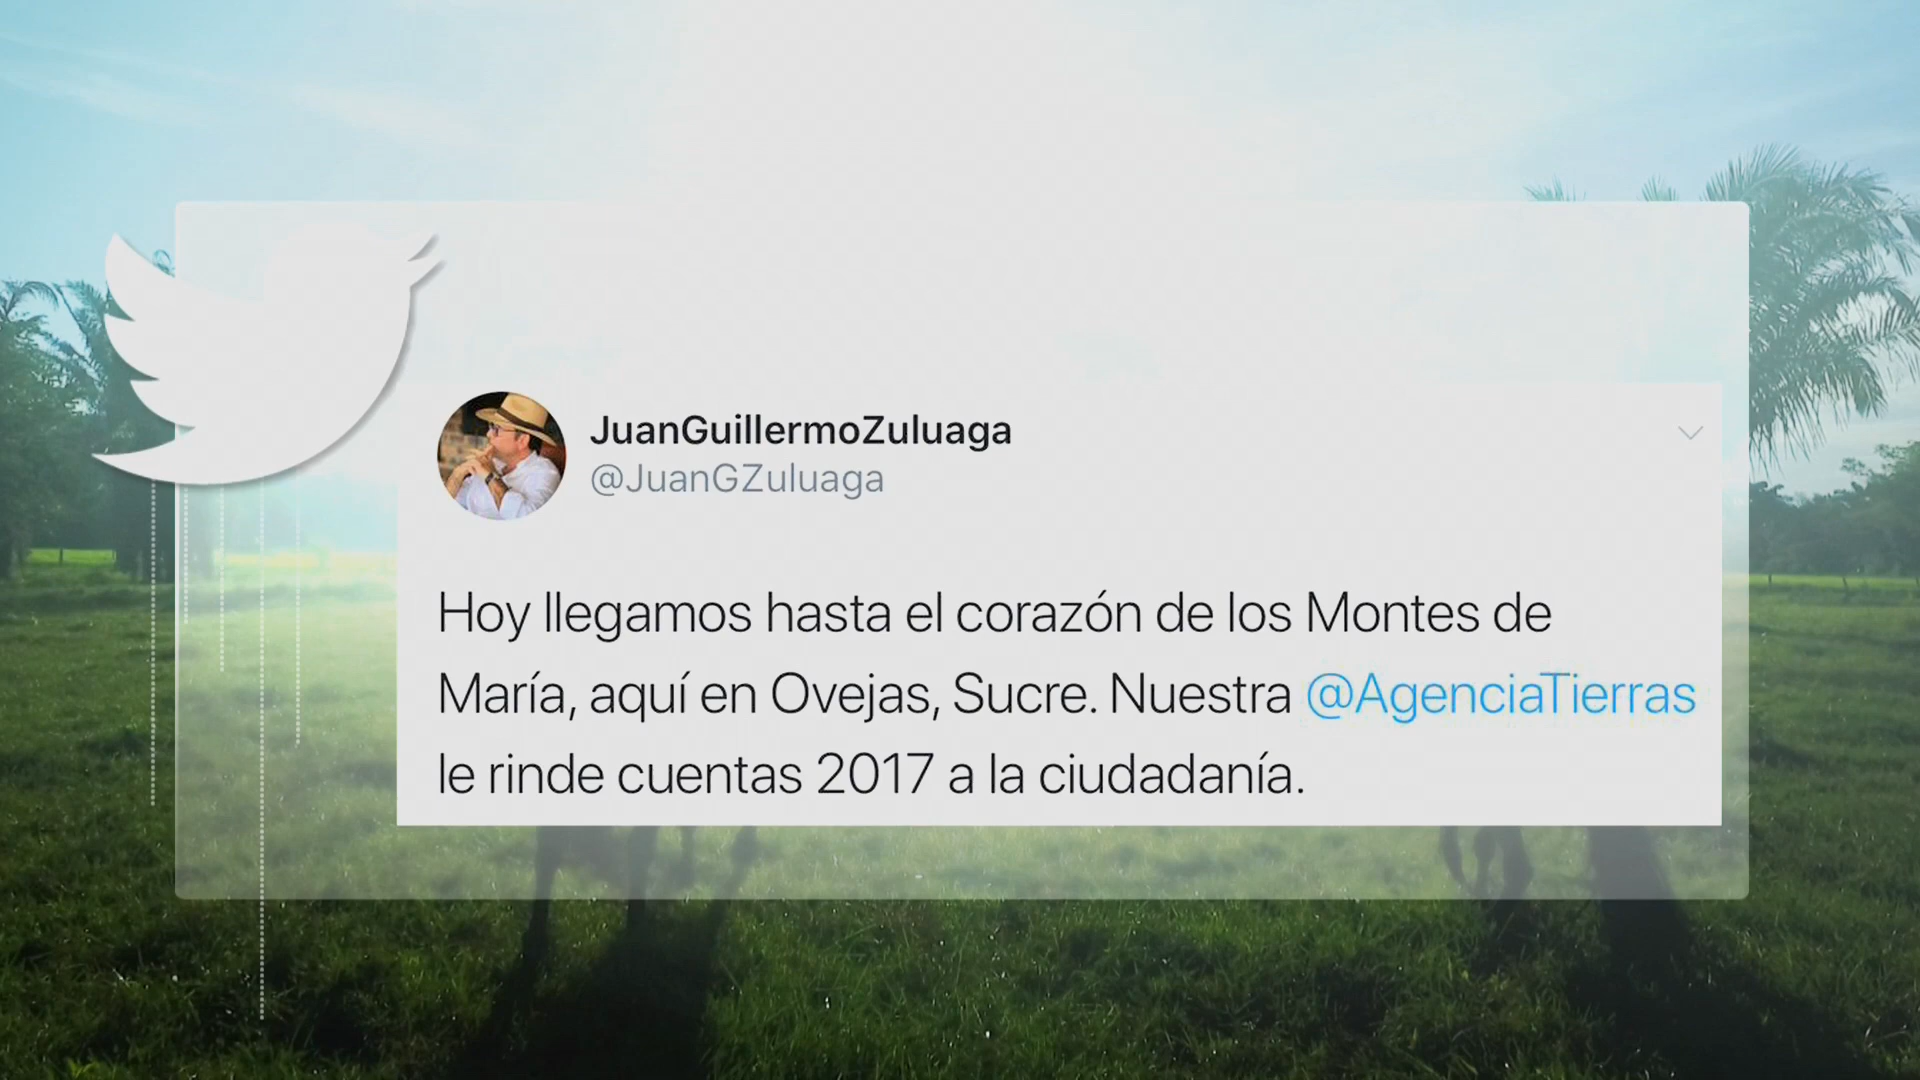 JuanGuillermoZuluaga
@JuanGZuluaga
Hoy llegamos hasta el corazón de los Montes de
María, aquí en Ovejas, Sucre. Nuestra @AgenciaTierras
le rinde cuentas 2017 a la ciudadanía.